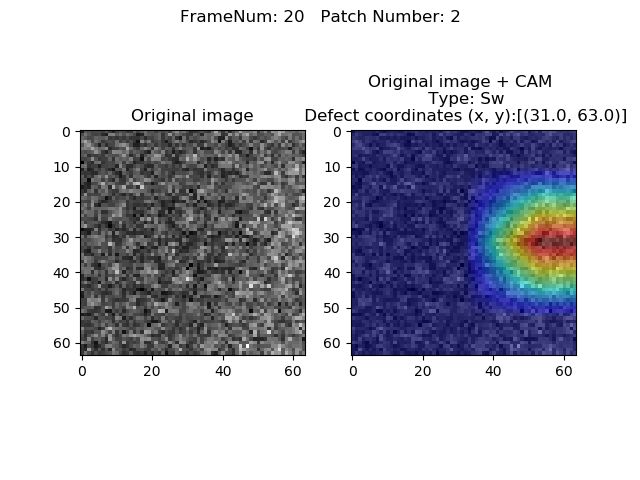 FrameNum: 20   Patch Number: 2
Original image
0
10
20
30
40
50
60
0 20 40 60
Original image + CAM
Type: Sw
Defect coordinates (x, y):[(31.0, 63.0)]
0
10
20
30
40
50
60
0 20 40 60